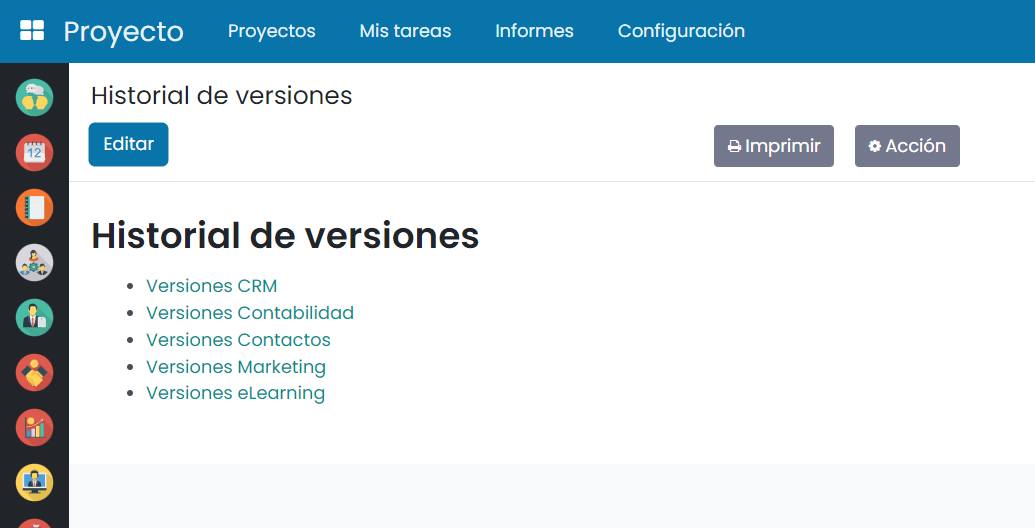 Proyecto Proyectos Mis tareas Informes Configuración
Historial de versiones
Editar Imprimir Acción
12
Historial de versiones
• Versiones CRM
• Versiones Contabilidad
• Versiones Contactos
• Versiones Marketing
• Versiones eLearning